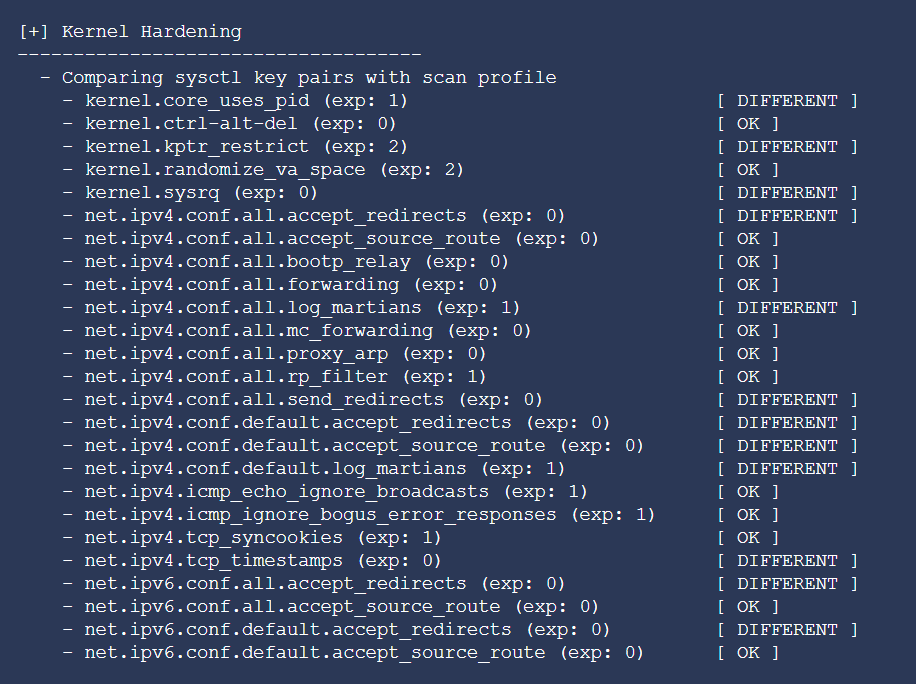 [+] Kernel Hardening
------------------------------------
- Comparing sysctl key pairs with scan profile
- kernel.core_uses_pid (exp: 1) [ DIFFERENT ]
- kernel.ctrl-alt-del (exp: 0) [ OK ]
- kernel.kptr_restrict (exp: 2) [ DIFFERENT ]
- kernel.randomize_va_space (exp: 2) [ OK ]
- kernel.sysrq (exp: 0) [ DIFFERENT ]
- net.ipv4.conf.all.accept_redirects (exp: 0) [ DIFFERENT ]
- net.ipv4.conf.all.accept_source_route (exp: 0) [ OK ]
- net.ipv4.conf.all.bootp_relay (exp: 0) [ OK ]
- net.ipv4.conf.all.forwarding (exp: 0) [ OK ]
- net.ipv4.conf.all.log_martians (exp: 1) [ DIFFERENT ]
- net.ipv4.conf.all.mc_forwarding (exp: 0) [ OK ]
- net.ipv4.conf.all.proxy_arp (exp: 0) [ OK ]
- net.ipv4.conf.all.rp_filter (exp: 1) [ OK ]
- net.ipv4.conf.all.send_redirects (exp: 0) [ DIFFERENT ]
- net.ipv4.conf.default.accept_redirects (exp: 0) [ DIFFERENT ]
- net.ipv4.conf.default.accept_source_route (exp: 0) [ DIFFERENT ]
- net.ipv4.conf.default.log_martians (exp: 1) [ DIFFERENT ]
- net.ipv4.icmp_echo_ignore_broadcasts (exp: 1) [ OK ]
- net.ipv4.icmp_ignore_bogus_error_responses (exp: 1) [ OK ]
- net.ipv4.tcp_syncookies (exp: 1) [ OK ]
- net.ipv4.tcp_timestamps (exp: 0) [ DIFFERENT ]
- net.ipv6.conf.all.accept_redirects (exp: 0) [ DIFFERENT ]
- net.ipv6.conf.all.accept_source_route (exp: 0) [ OK ]
- net.ipv6.conf.default.accept_redirects (exp: 0) [ DIFFERENT ]
- net.ipv6.conf.default.accept_source_route (exp: 0) [ OK ]